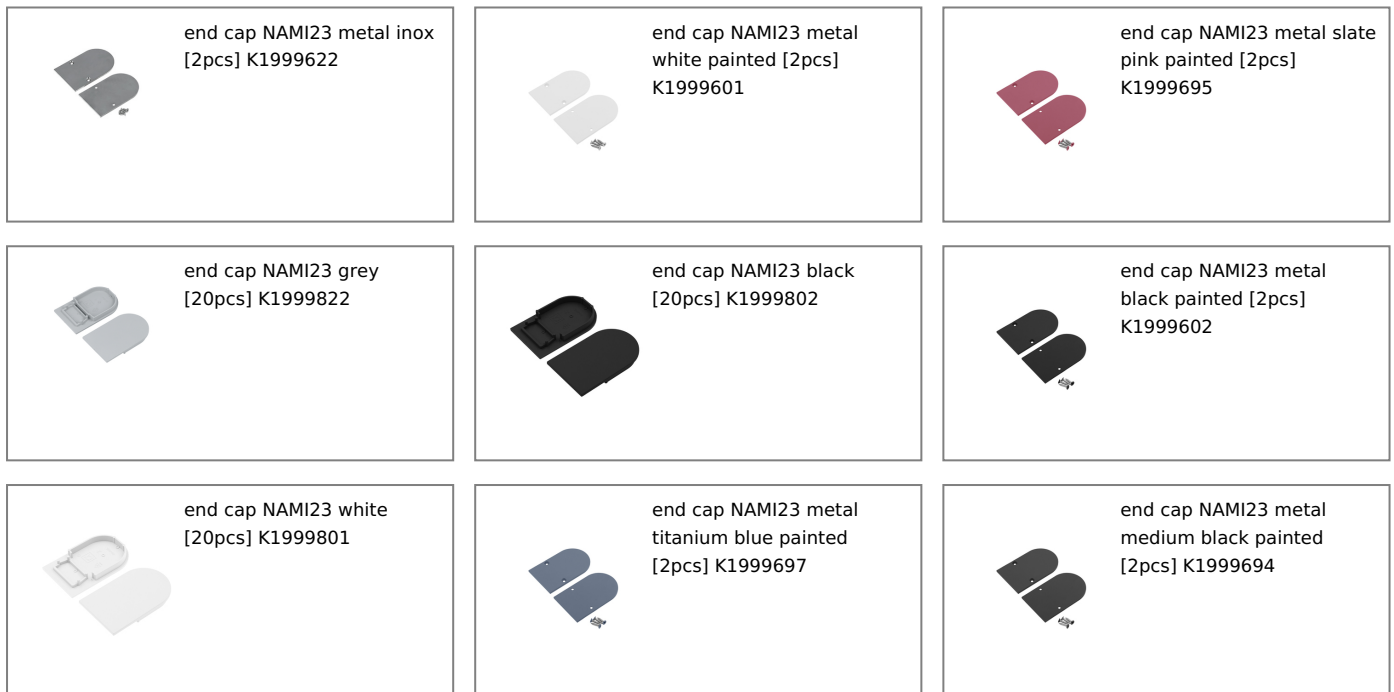 end cap NAMI23 metal inox
[2pcs] K1999622
end cap NAMI23 metal
white painted [2pcs]
K1999601
end cap NAMI23 metal slate
pink painted [2pcs]
K1999695
end cap NAMI23 grey
[20pcs] K1999822
end cap NAMI23 black
[20pcs] K1999802
end cap NAMI23 metal
black painted [2pcs]
K1999602
end cap NAMI23 white
[20pcs] K1999801
end cap NAMI23 metal
titanium blue painted
[2pcs] K1999697
end cap NAMI23 metal
medium black painted
[2pcs] K1999694